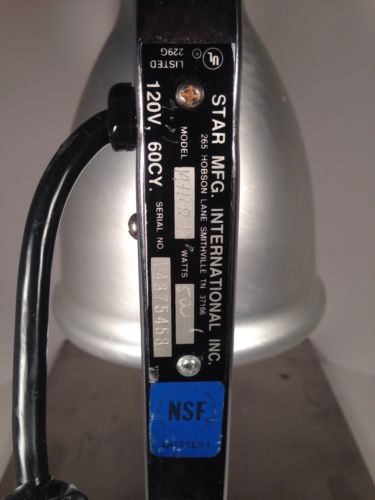 UL
LISTED
229G
STAR MFG. INTERNATIONAL INC.
265 HOBSON LANE SMITHVILLE TN 37166
MODEL
WATTS
120V, 60CY.
SERIAL NO.
NSF